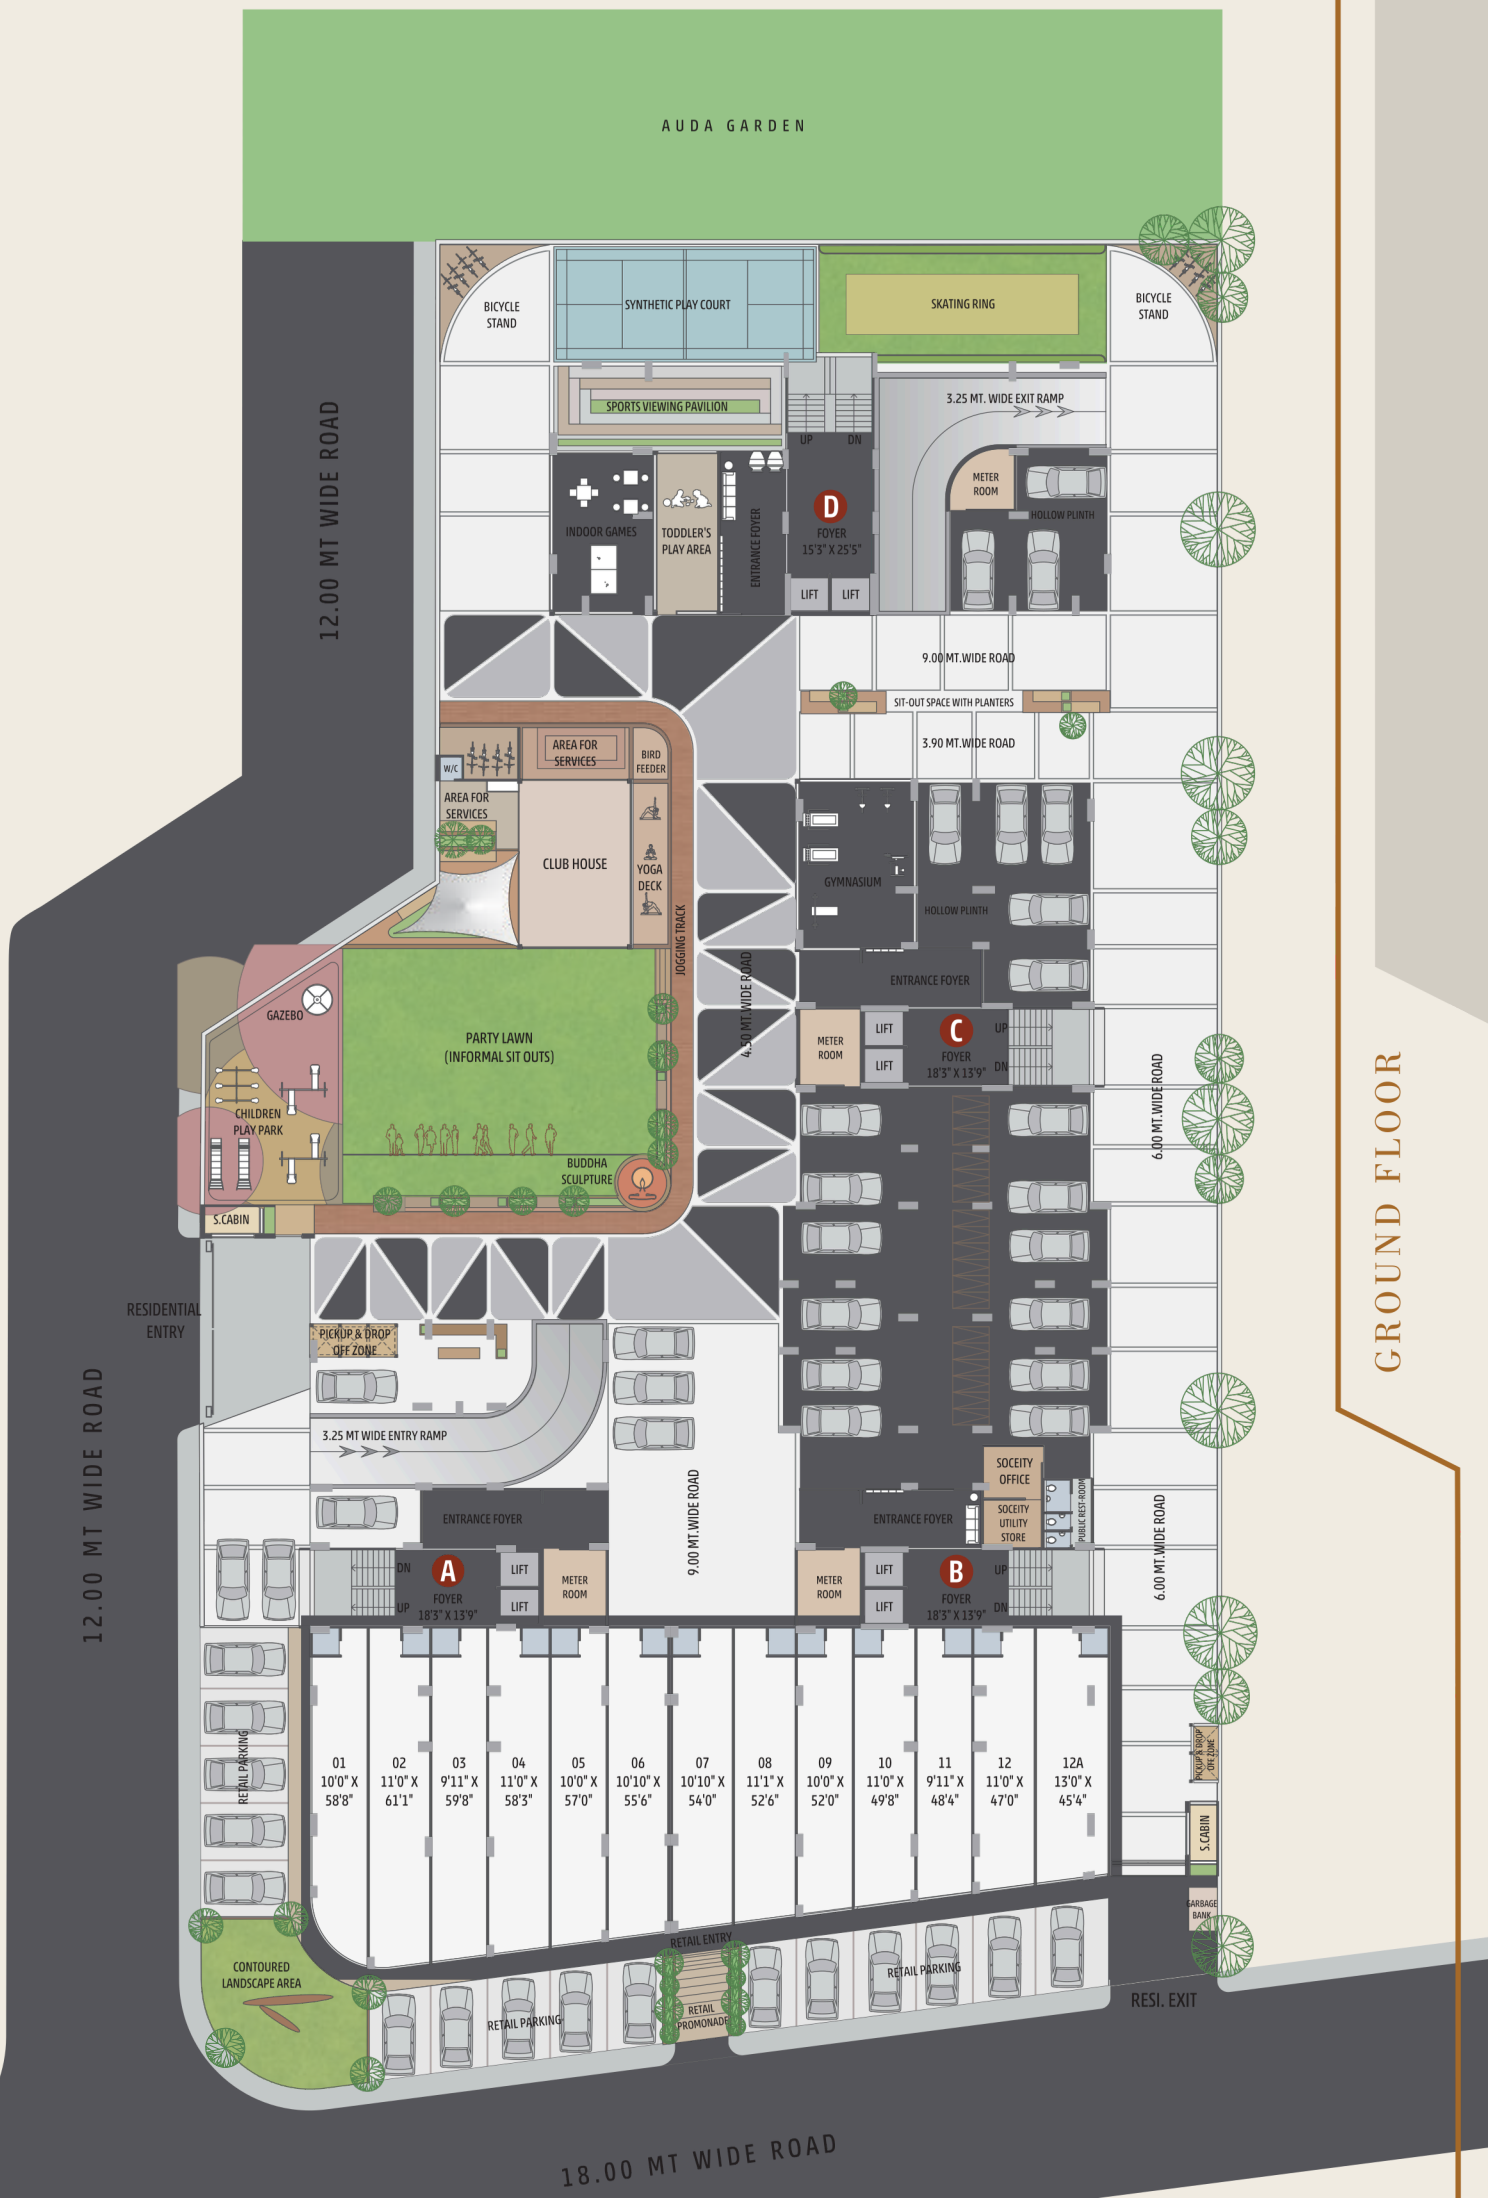 AUDA GARDEN
BICYCLE
STAND
SYNTHETIC PLAY COURT
SKATING RING
BICYCLE
STAND
12.00 MT WIDE ROAD
SPORTS VIEWING PAVILION
3.25 MT. WIDE EXIT RAMP
UP
DN
METER
ROOM
HOLLOW PLINTH
INDOOR GAMES
TODDLER'S
PLAY AREA
ENTRANCE FOYER
D
FOYER
15'3" X 25'5"
LIFT
LIFT
9.00 MT.WIDE ROAD
SIT-OUT SPACE WITH PLANTERS
3.90 MT.WIDE ROAD
W/C
AREA FOR
SERVICES
BIRD
FEEDER
AREA FOR
SERVICES
CLUB HOUSE
YOGA
DECK
JOGGING TRACK
GYMNASIUM
HOLLOW PLINTH
ENTRANCE FOYER
4.50 MT.WIDE ROAD
GAZEBO
PARTY LAWN
(INFORMAL SIT OUTS)
CHILDREN
PLAY PARK
BUDDHA
SCULPTURE
S.CABIN
METER
ROOM
LIFT
LIFT
C
FOYER
18'3" X 13'9"
UP
DN
6.00 MT.WIDE ROAD
GROUND FLOOR
RESIDENTIAL
ENTRY
PICKUP & DROP
OFF ZONE
3.25 MT WIDE ENTRY RAMP
12.00 MT WIDE ROAD
ENTRANCE FOYER
9.00 MT.WIDE ROAD
ENTRANCE FOYER
SOCEITY
OFFICE
SOCEITY
UTILITY
STORE
PUBLIC REST-ROOM
6.00 MT.WIDE ROAD
DN
UP
A
FOYER
18'3" X 13'9"
LIFT
LIFT
METER
ROOM
METER
ROOM
LIFT
LIFT
B
FOYER
18'3" X 13'9"
UP
DN
RETAIL PARKING
01
10'0" X
58'8"
02
11'0" X
61'1"
03
9'11" X
59'8"
04
11'0" X
58'3"
05
10'0" X
57'0"
06
10'10" X
55'6"
07
10'10" X
54'0"
08
11'1" X
52'6"
09
10'0" X
52'0"
10
11'0" X
49'8"
11
9'11" X
48'4"
12
11'0" X
47'0"
12A
13'0" X
45'4"
PICKUP & DROP
OFF ZONE
S.CABIN
GARBAGE
BANK
CONTOURED
LANDSCAPE AREA
RETAIL ENTRY
RETAIL PARKING
RETAIL
PROMONADE
RETAIL PARKING
RESI. EXIT
18.00 MT WIDE ROAD